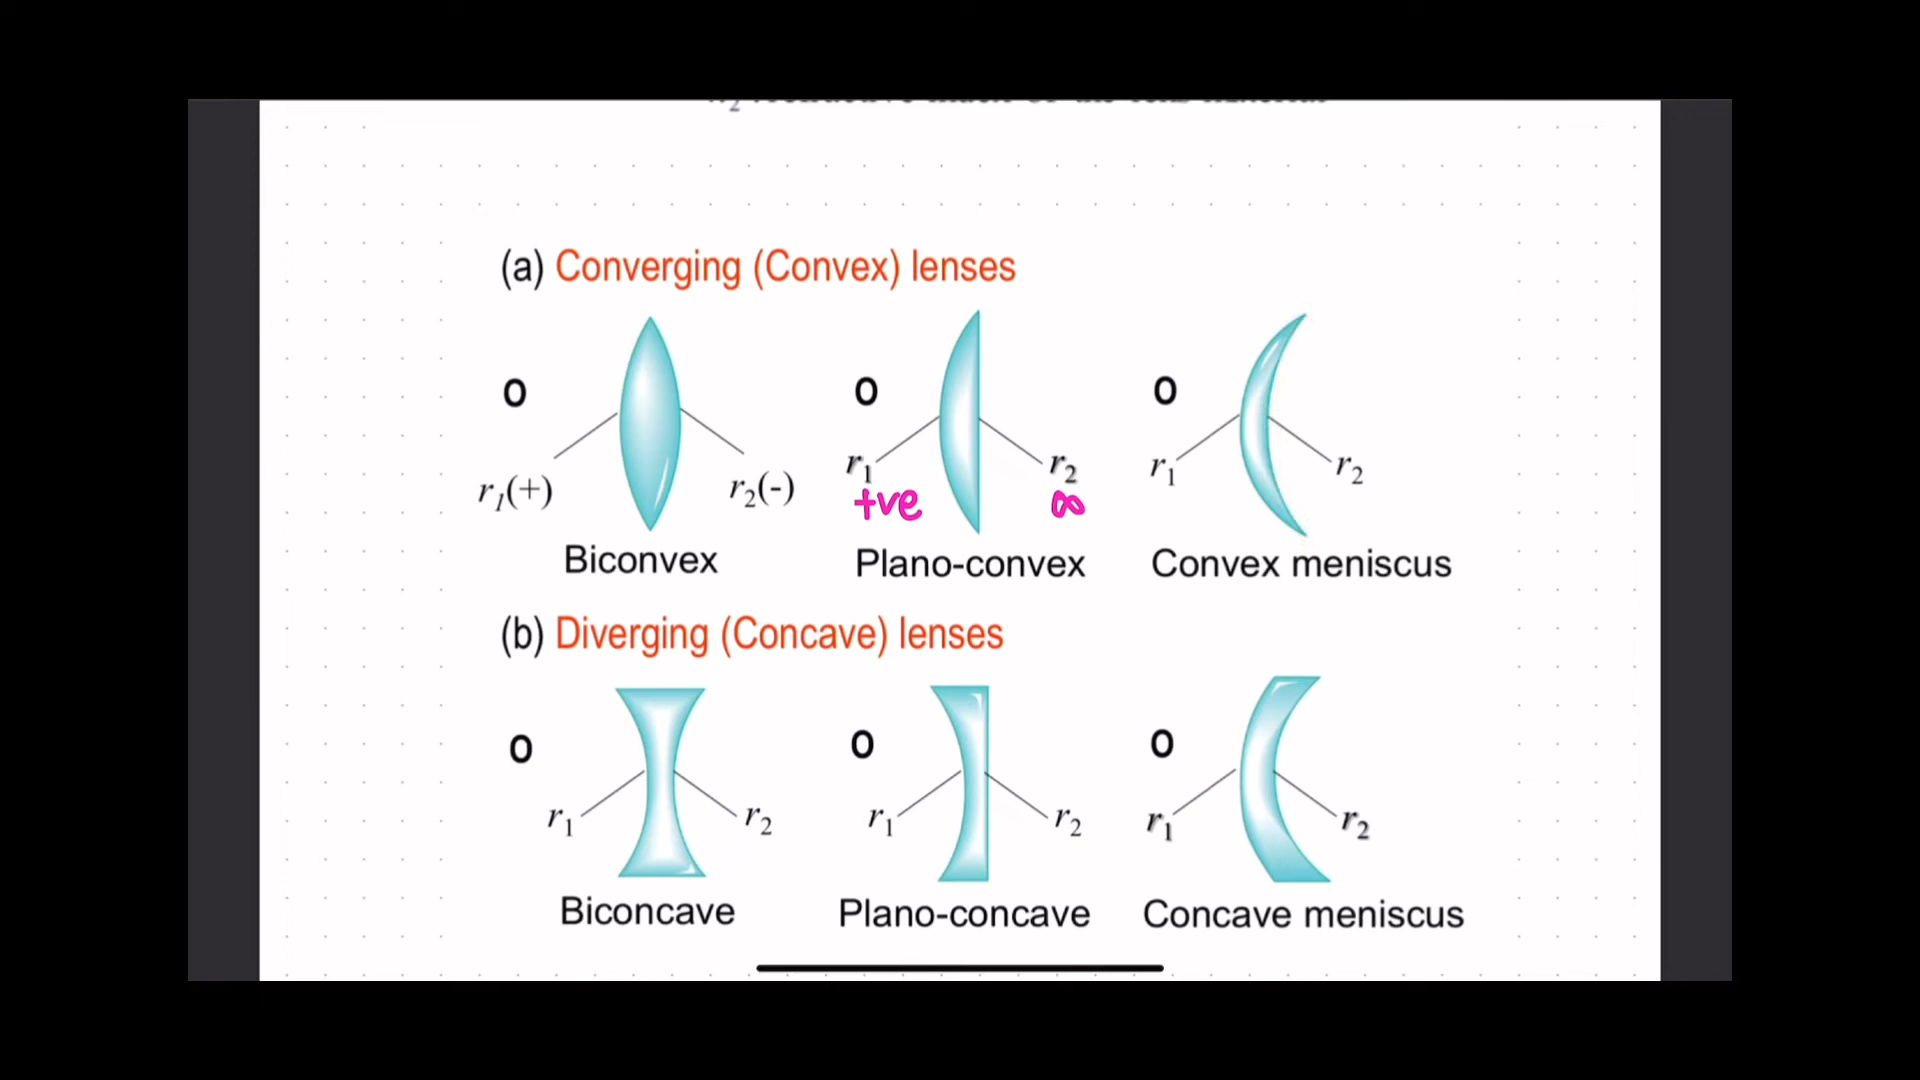 (a) Converging (Convex) lenses
O O O
r₁(+) r₂(-) r₁ r₂ r₁ r₂
+ve ∞
Biconvex Plano-convex Convex meniscus
(b) Diverging (Concave) lenses
O O O
r₁ r₂ r₁ r₂ r₁ r₂
Biconcave Plano-concave Concave meniscus